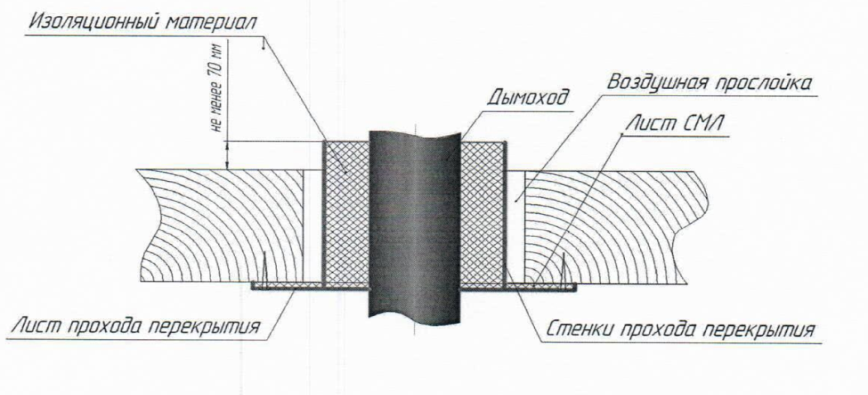 Изоляционный материал
не менее 70 мм
Дымоход
Воздушная прослойка
Лист СМЛ
Лист прохода перекрытия
Стенки прохода перекрытия